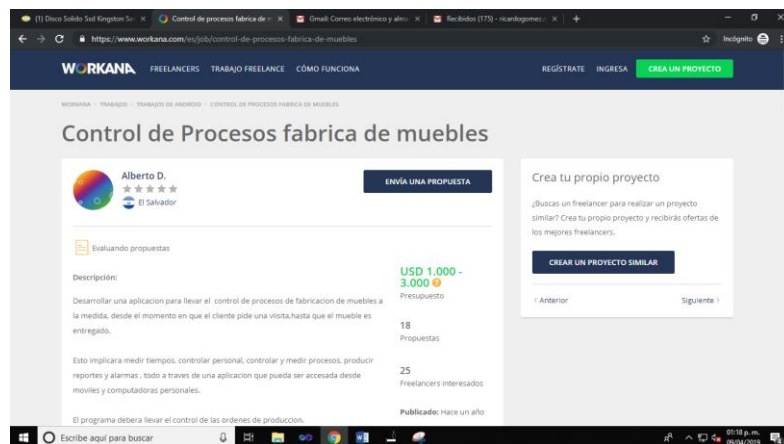 (1) Disco Solido Ssd Kingston Sa
Control de procesos fabrica de m
Gmail: Correo electrónico y alma
Recibidos (175) - ricardogomez
https://www.workana.com/es/job/control-de-procesos-fabrica-de-muebles
Incógnito
WORKANA
FREELANCERS TRABAJO FREELANCE CÓMO FUNCIONA
REGÍSTRATE INGRESA CREA UN PROYECTO
WORKANA > TRABAJOS > TRABAJOS DE ANDROID > CONTROL DE PROCESOS FABRICA DE MUEBLES
Control de Procesos fabrica de muebles
Alberto D.
El Salvador
ENVÍA UNA PROPUESTA
Evaluando propuestas
Descripción:
Desarrollar una aplicacion para llevar el control de procesos de fabricacion de muebles a
la medida, desde el momento en que el cliente pide una visita,hasta que el mueble es
entregado.
Esto implicara medir tiempos, controlar personal, controlar y medir procesos, producir
reportes y alarmas , todo a traves de una aplicacion que pueda ser accesada desde
moviles y computadoras personales.
El programa debera llevar el control de las ordenes de produccion.
USD 1.000 -
3.000
Presupuesto
18
Propuestas
25
Freelancers interesados
Publicado: Hace un año
Crea tu propio proyecto
¿Buscas un freelancer para realizar un proyecto
similar? Crea tu propio proyecto y recibirás ofertas de
los mejores freelancers.
CREAR UN PROYECTO SIMILAR
< Anterior Siguiente >
Escribe aquí para buscar
01:18 p. m.
09/04/2019